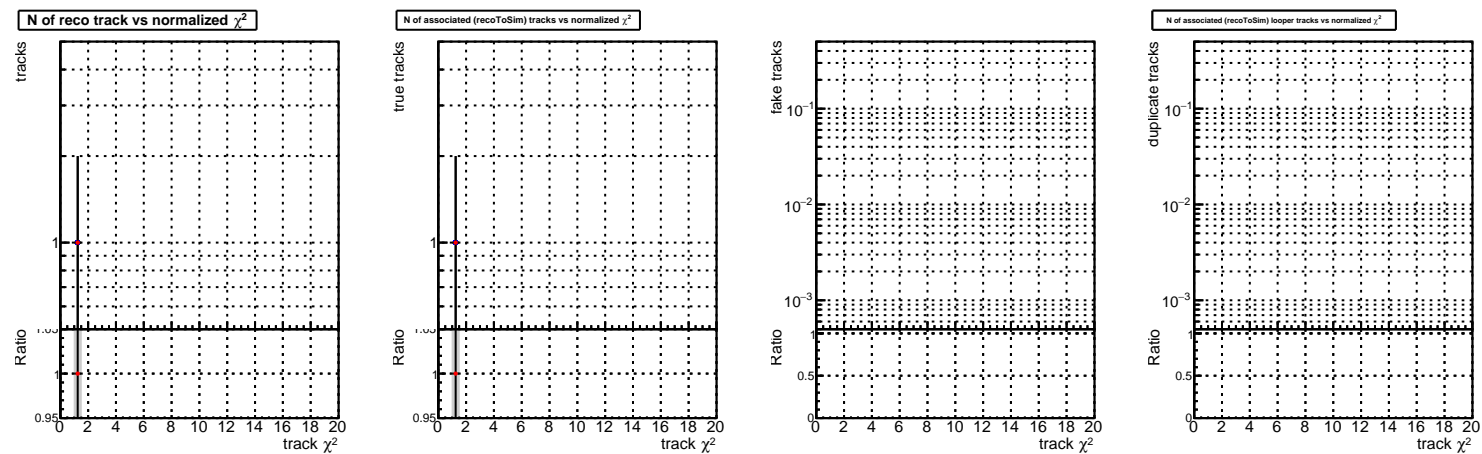 N of reco track vs normalized χ²
tracks
1
Ratio
1.05
1
0.95
0 2 4 6 8 10 12 14 16 18 20
track χ²
N of associated (recoToSim) tracks vs normalized χ²
true tracks
1
Ratio
1.05
1
0.95
0 2 4 6 8 10 12 14 16 18 20
track χ²
fake tracks
10⁻¹
10⁻²
10⁻³
Ratio
1
0.5
0
0 2 4 6 8 10 12 14 16 18 20
track χ²
N of associated (recoToSim) looper tracks vs normalized χ²
duplicate tracks
10⁻¹
10⁻²
10⁻³
Ratio
1
0.5
0
0 2 4 6 8 10 12 14 16 18 20
track χ²